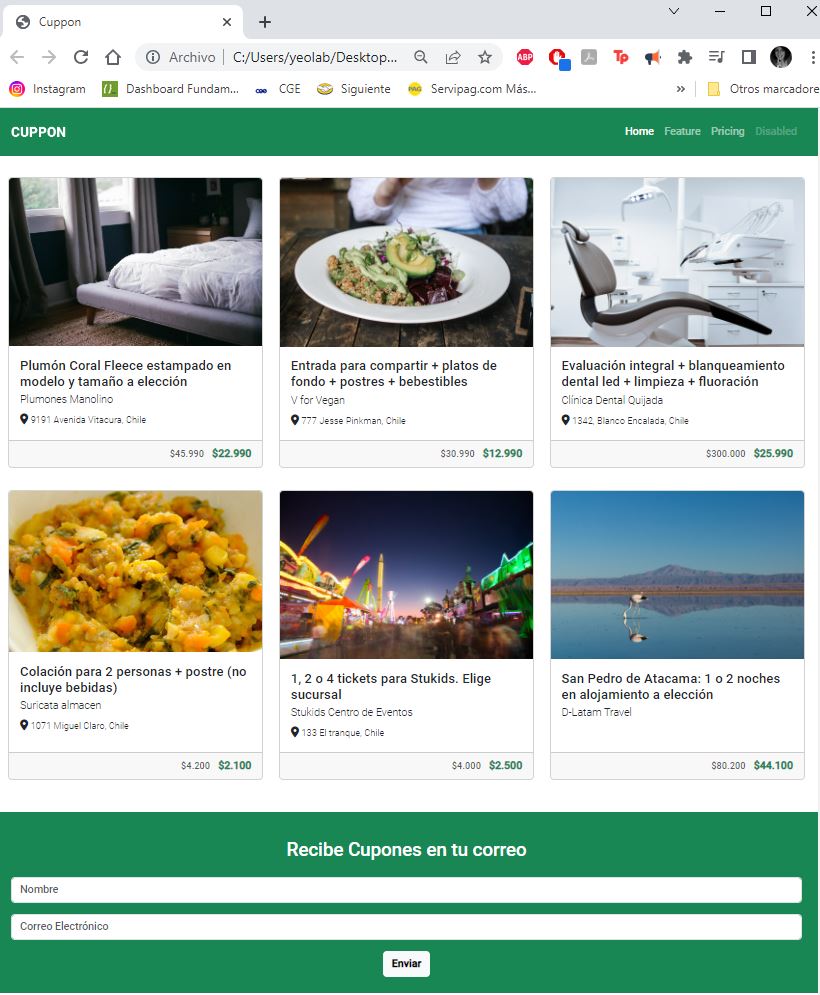 Cuppon
Archivo C:/Users/yeolab/Desktop...
ABP
Tp
Instagram Dashboard Fundam... CGE Siguiente PAG Servipag.com Más... » Otros marcadore
CUPPON
Home Feature Pricing Disabled
Plumón Coral Fleece estampado en
modelo y tamaño a elección
Plumones Manolino
9191 Avenida Vitacura, Chile
$45.990 $22.990
Entrada para compartir + platos de
fondo + postres + bebestibles
V for Vegan
777 Jesse Pinkman, Chile
$30.990 $12.990
Evaluación integral + blanqueamiento
dental led + limpieza + fluoración
Clínica Dental Quijada
1342, Blanco Encalada, Chile
$300.000 $25.990
Colación para 2 personas + postre (no
incluye bebidas)
Suricata almacen
1071 Miguel Claro, Chile
$4.200 $2.100
1, 2 o 4 tickets para Stukids. Elige
sucursal
Stukids Centro de Eventos
133 El tranque, Chile
$4.000 $2.500
San Pedro de Atacama: 1 o 2 noches
en alojamiento a elección
D-Latam Travel
$80.200 $44.100
Recibe Cupones en tu correo
Nombre
Correo Electrónico
Enviar